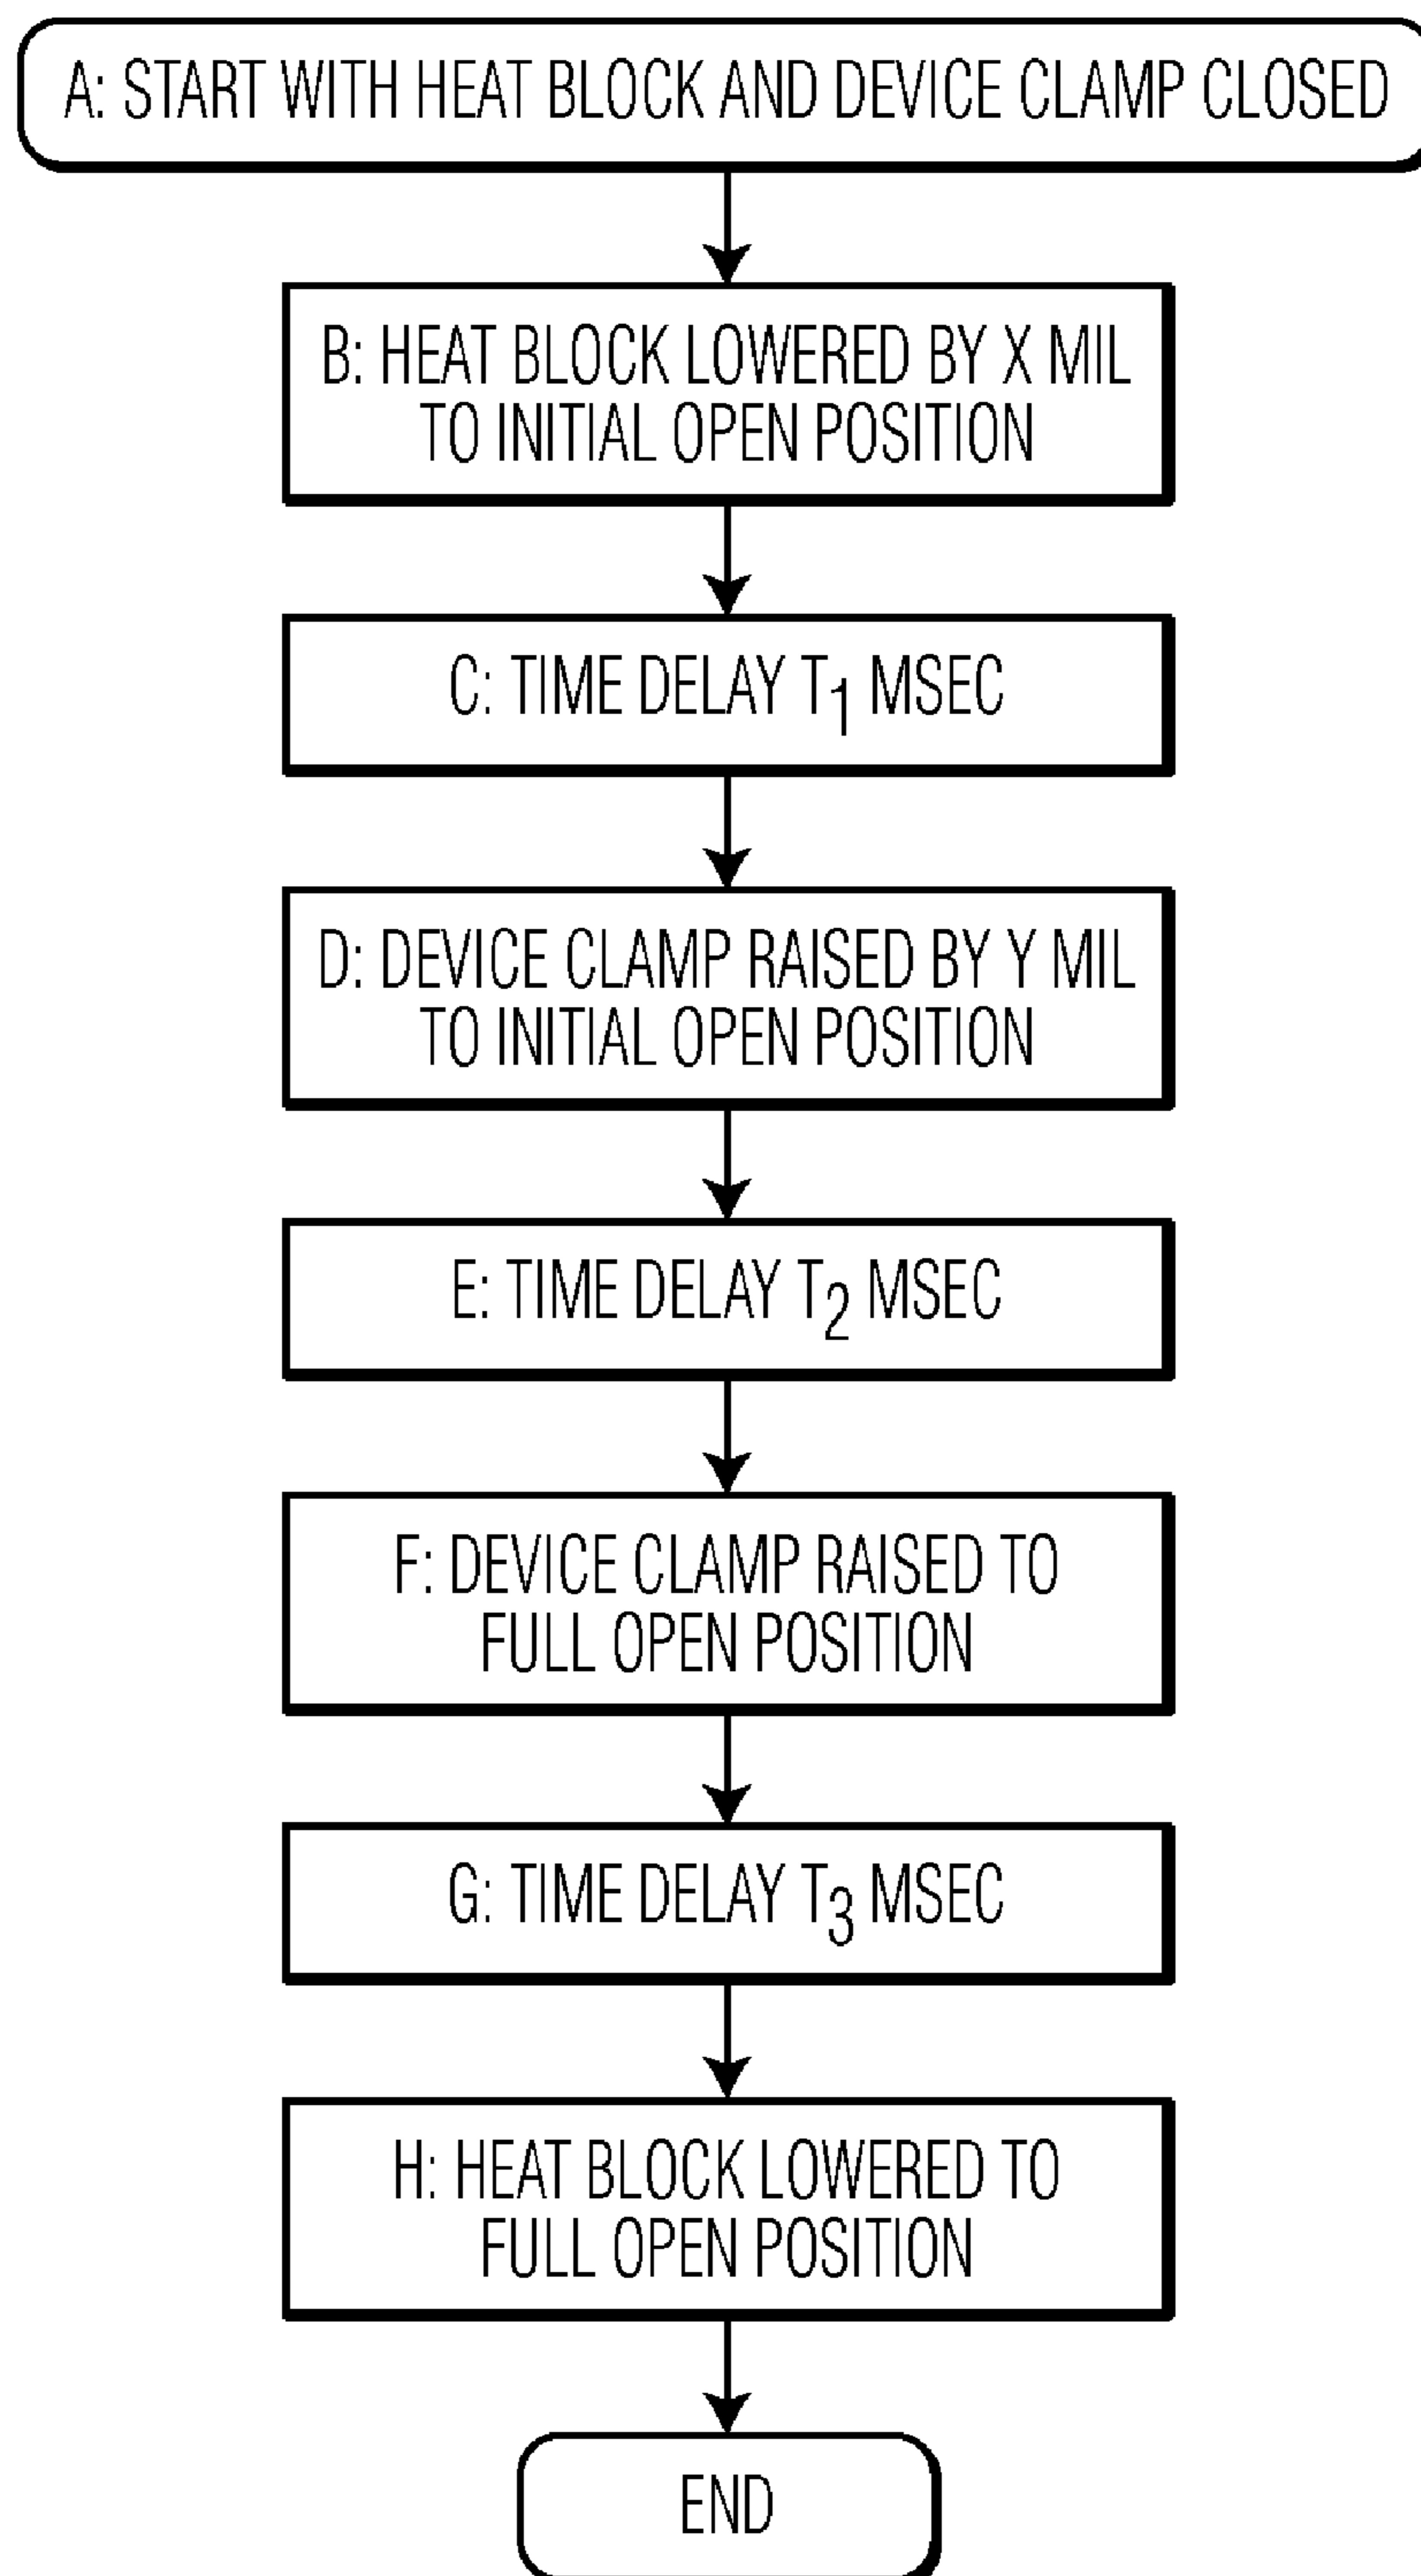 A: START WITH HEAT BLOCK AND DEVICE CLAMP CLOSED
B: HEAT BLOCK LOWERED BY X MIL
TO INITIAL OPEN POSITION
C: TIME DELAY T1 MSEC
D: DEVICE CLAMP RAISED BY Y MIL
TO INITIAL OPEN POSITION
E: TIME DELAY T2 MSEC
F: DEVICE CLAMP RAISED TO
FULL OPEN POSITION
G: TIME DELAY T3 MSEC
H: HEAT BLOCK LOWERED TO
FULL OPEN POSITION
END